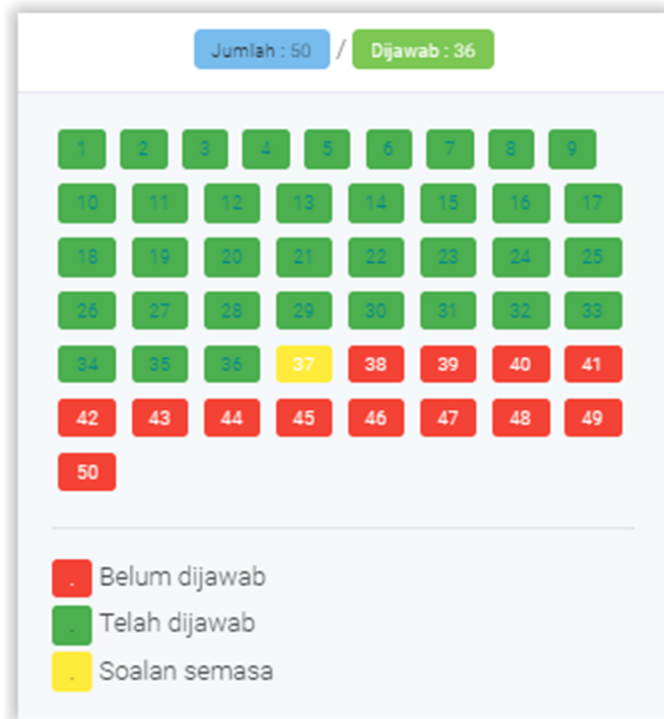 Jumlah : 50 / Dijawab : 36
1 2 3 4 5 6 7 8 9
10 11 12 13 14 15 16 17
18 19 20 21 22 23 24 25
26 27 28 29 30 31 32 33
34 35 36 37 38 39 40 41
42 43 44 45 46 47 48 49
50
. Belum dijawab
. Telah dijawab
. Soalan semasa